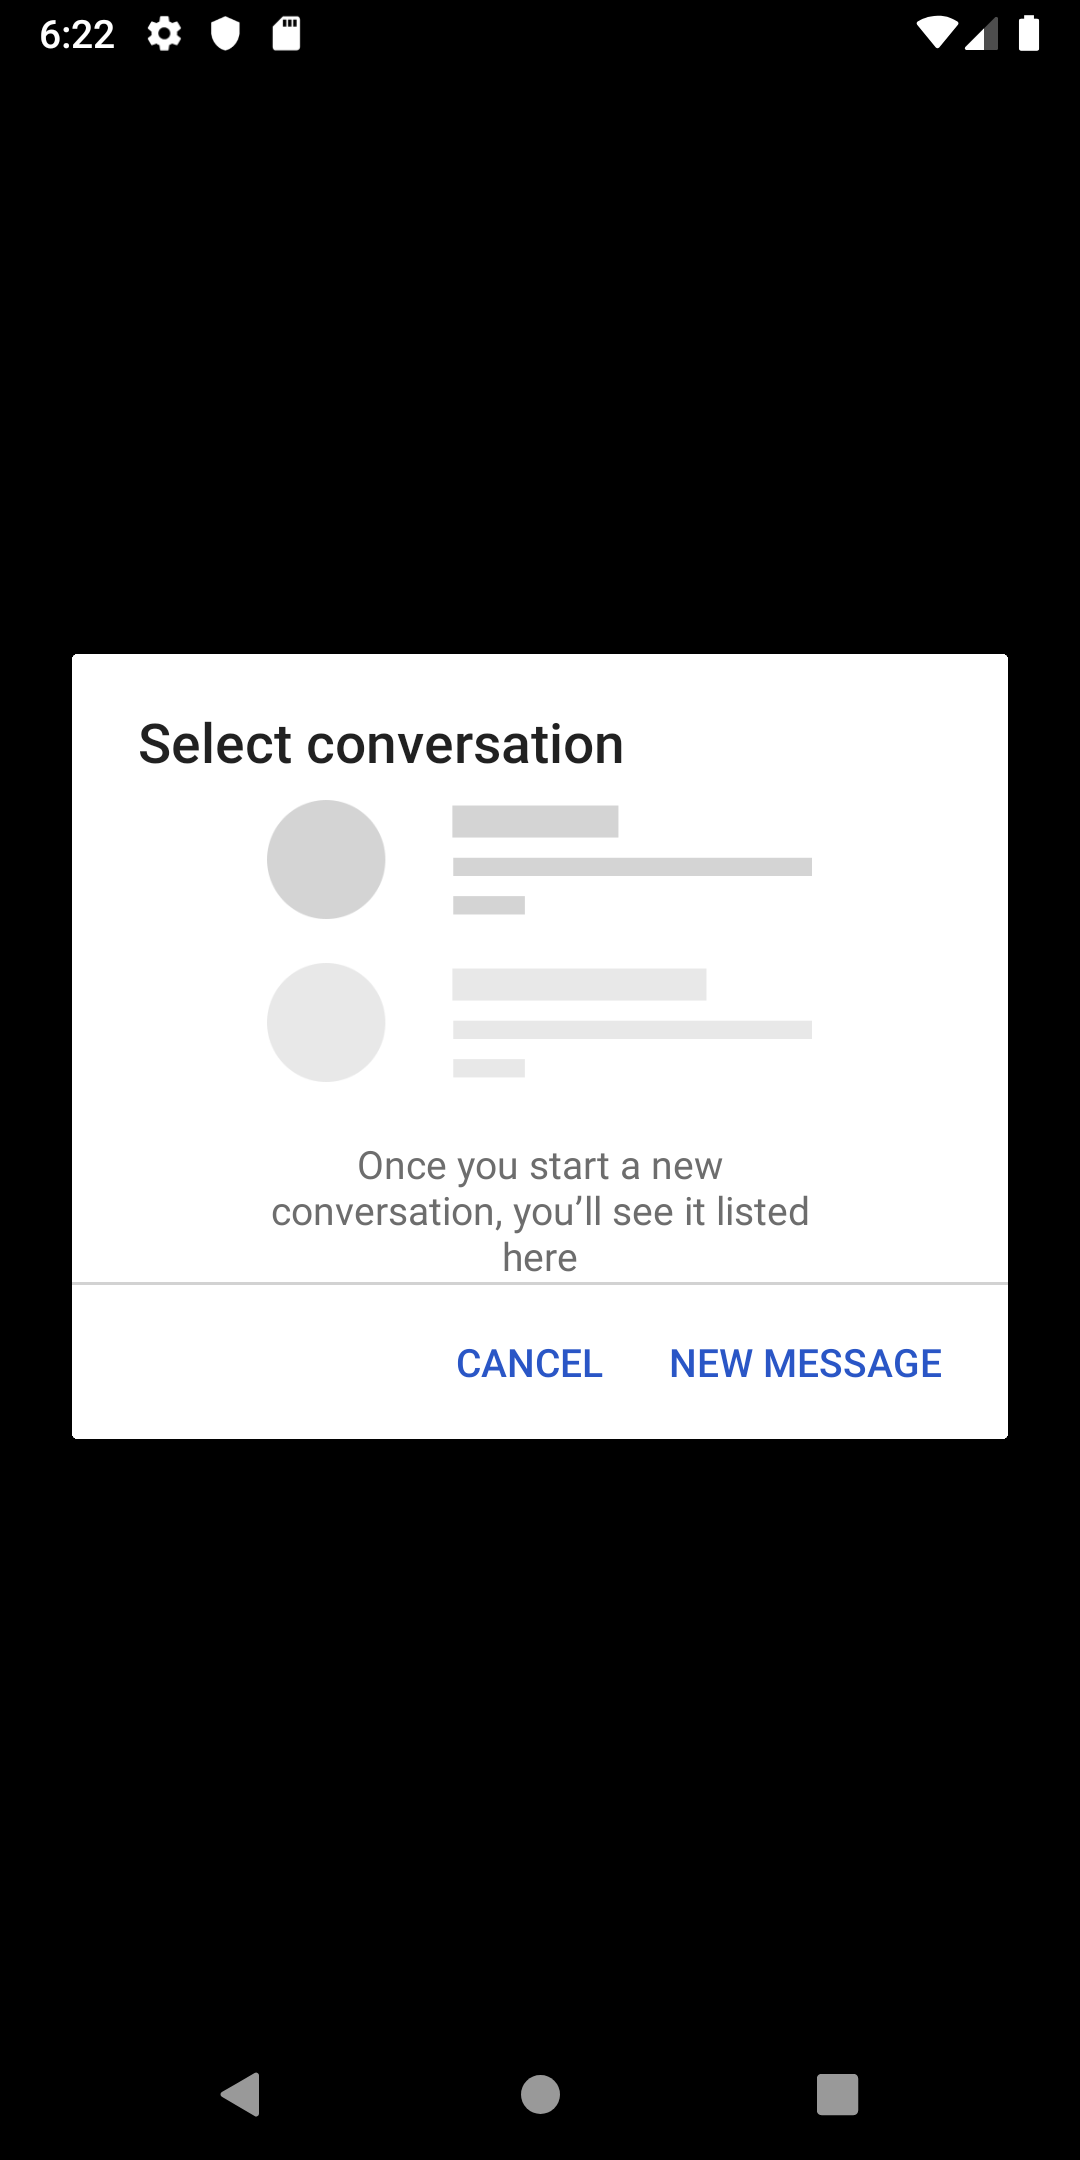 6:22
Select conversation
Once you start a new
conversation, you’ll see it listed
here
CANCEL NEW MESSAGE